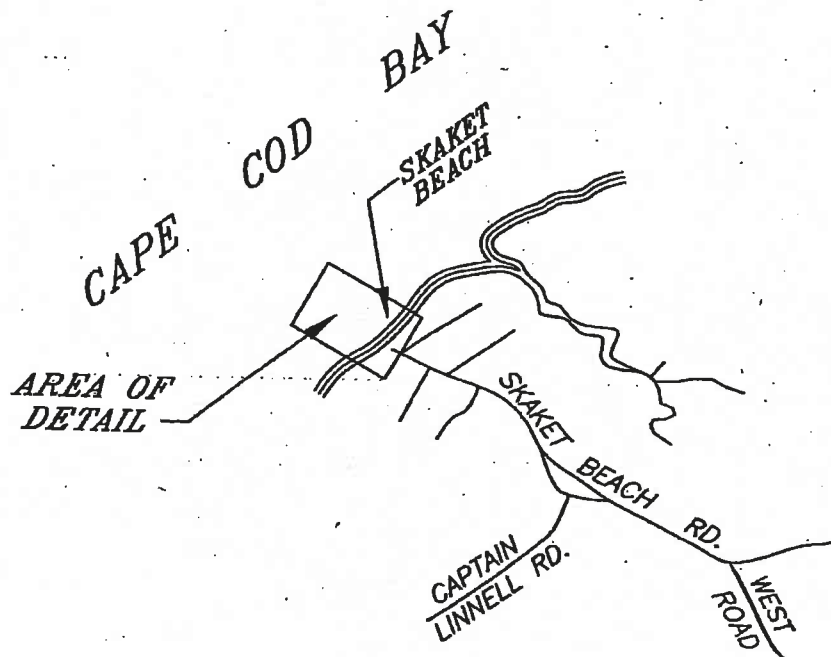 CAPE COD BAY
SKAKET
BEACH
AREA OF
DETAIL
SKAKET BEACH RD.
CAPTAIN
LINNELL RD.
WEST
ROAD